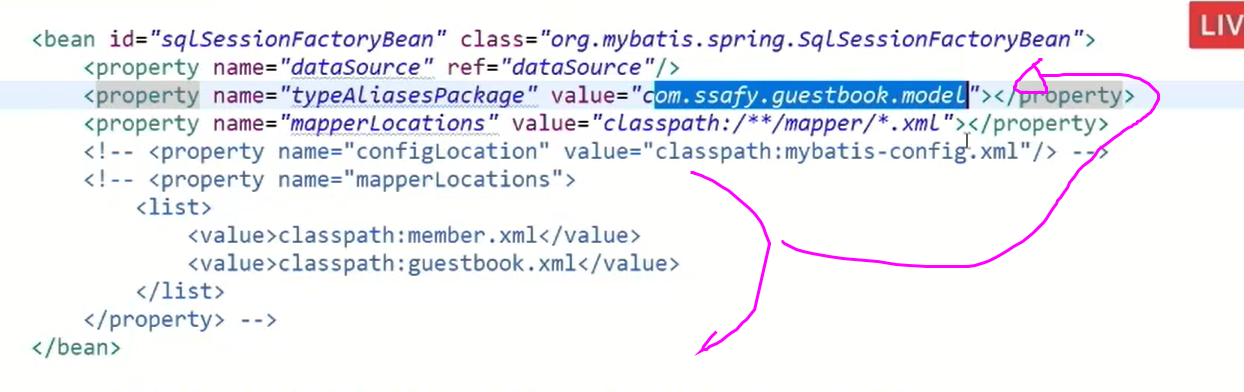 LIV
<bean id="sqlSessionFactoryBean" class="org.mybatis.spring.SqlSessionFactoryBean">
<property name="dataSource" ref="dataSource"/>
<property name="typeAliasesPackage" value="com.ssafy.guestbook.model"></property>
<property name="mapperLocations" value="classpath:/**/mapper/*.xml"></property>
<!-- <property name="configLocation" value="classpath:mybatis-config.xml"/> -->
<!-- <property name="mapperLocations">
<list>
<value>classpath:member.xml</value>
<value>classpath:guestbook.xml</value>
</list>
</property> -->
</bean>